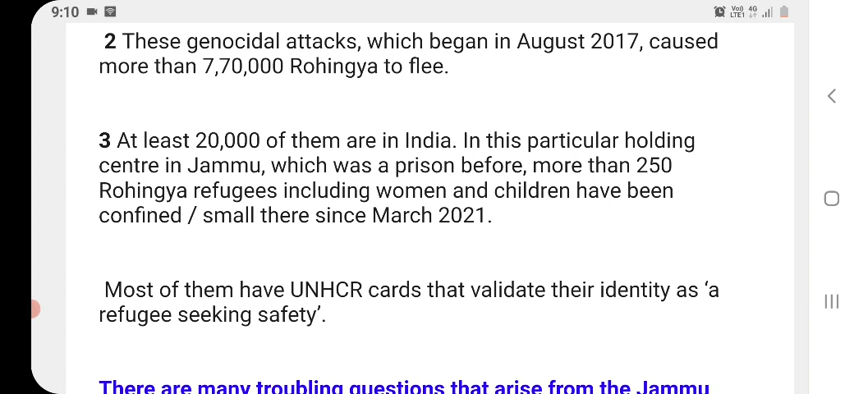 9:10
Vo) 4G
LTE1
2 These genocidal attacks, which began in August 2017, caused
more than 7,70,000 Rohingya to flee.
3 At least 20,000 of them are in India. In this particular holding
centre in Jammu, which was a prison before, more than 250
Rohingya refugees including women and children have been
confined / small there since March 2021.
Most of them have UNHCR cards that validate their identity as ‘a
refugee seeking safety’.
There are many troubling questions that arise from the Jammu